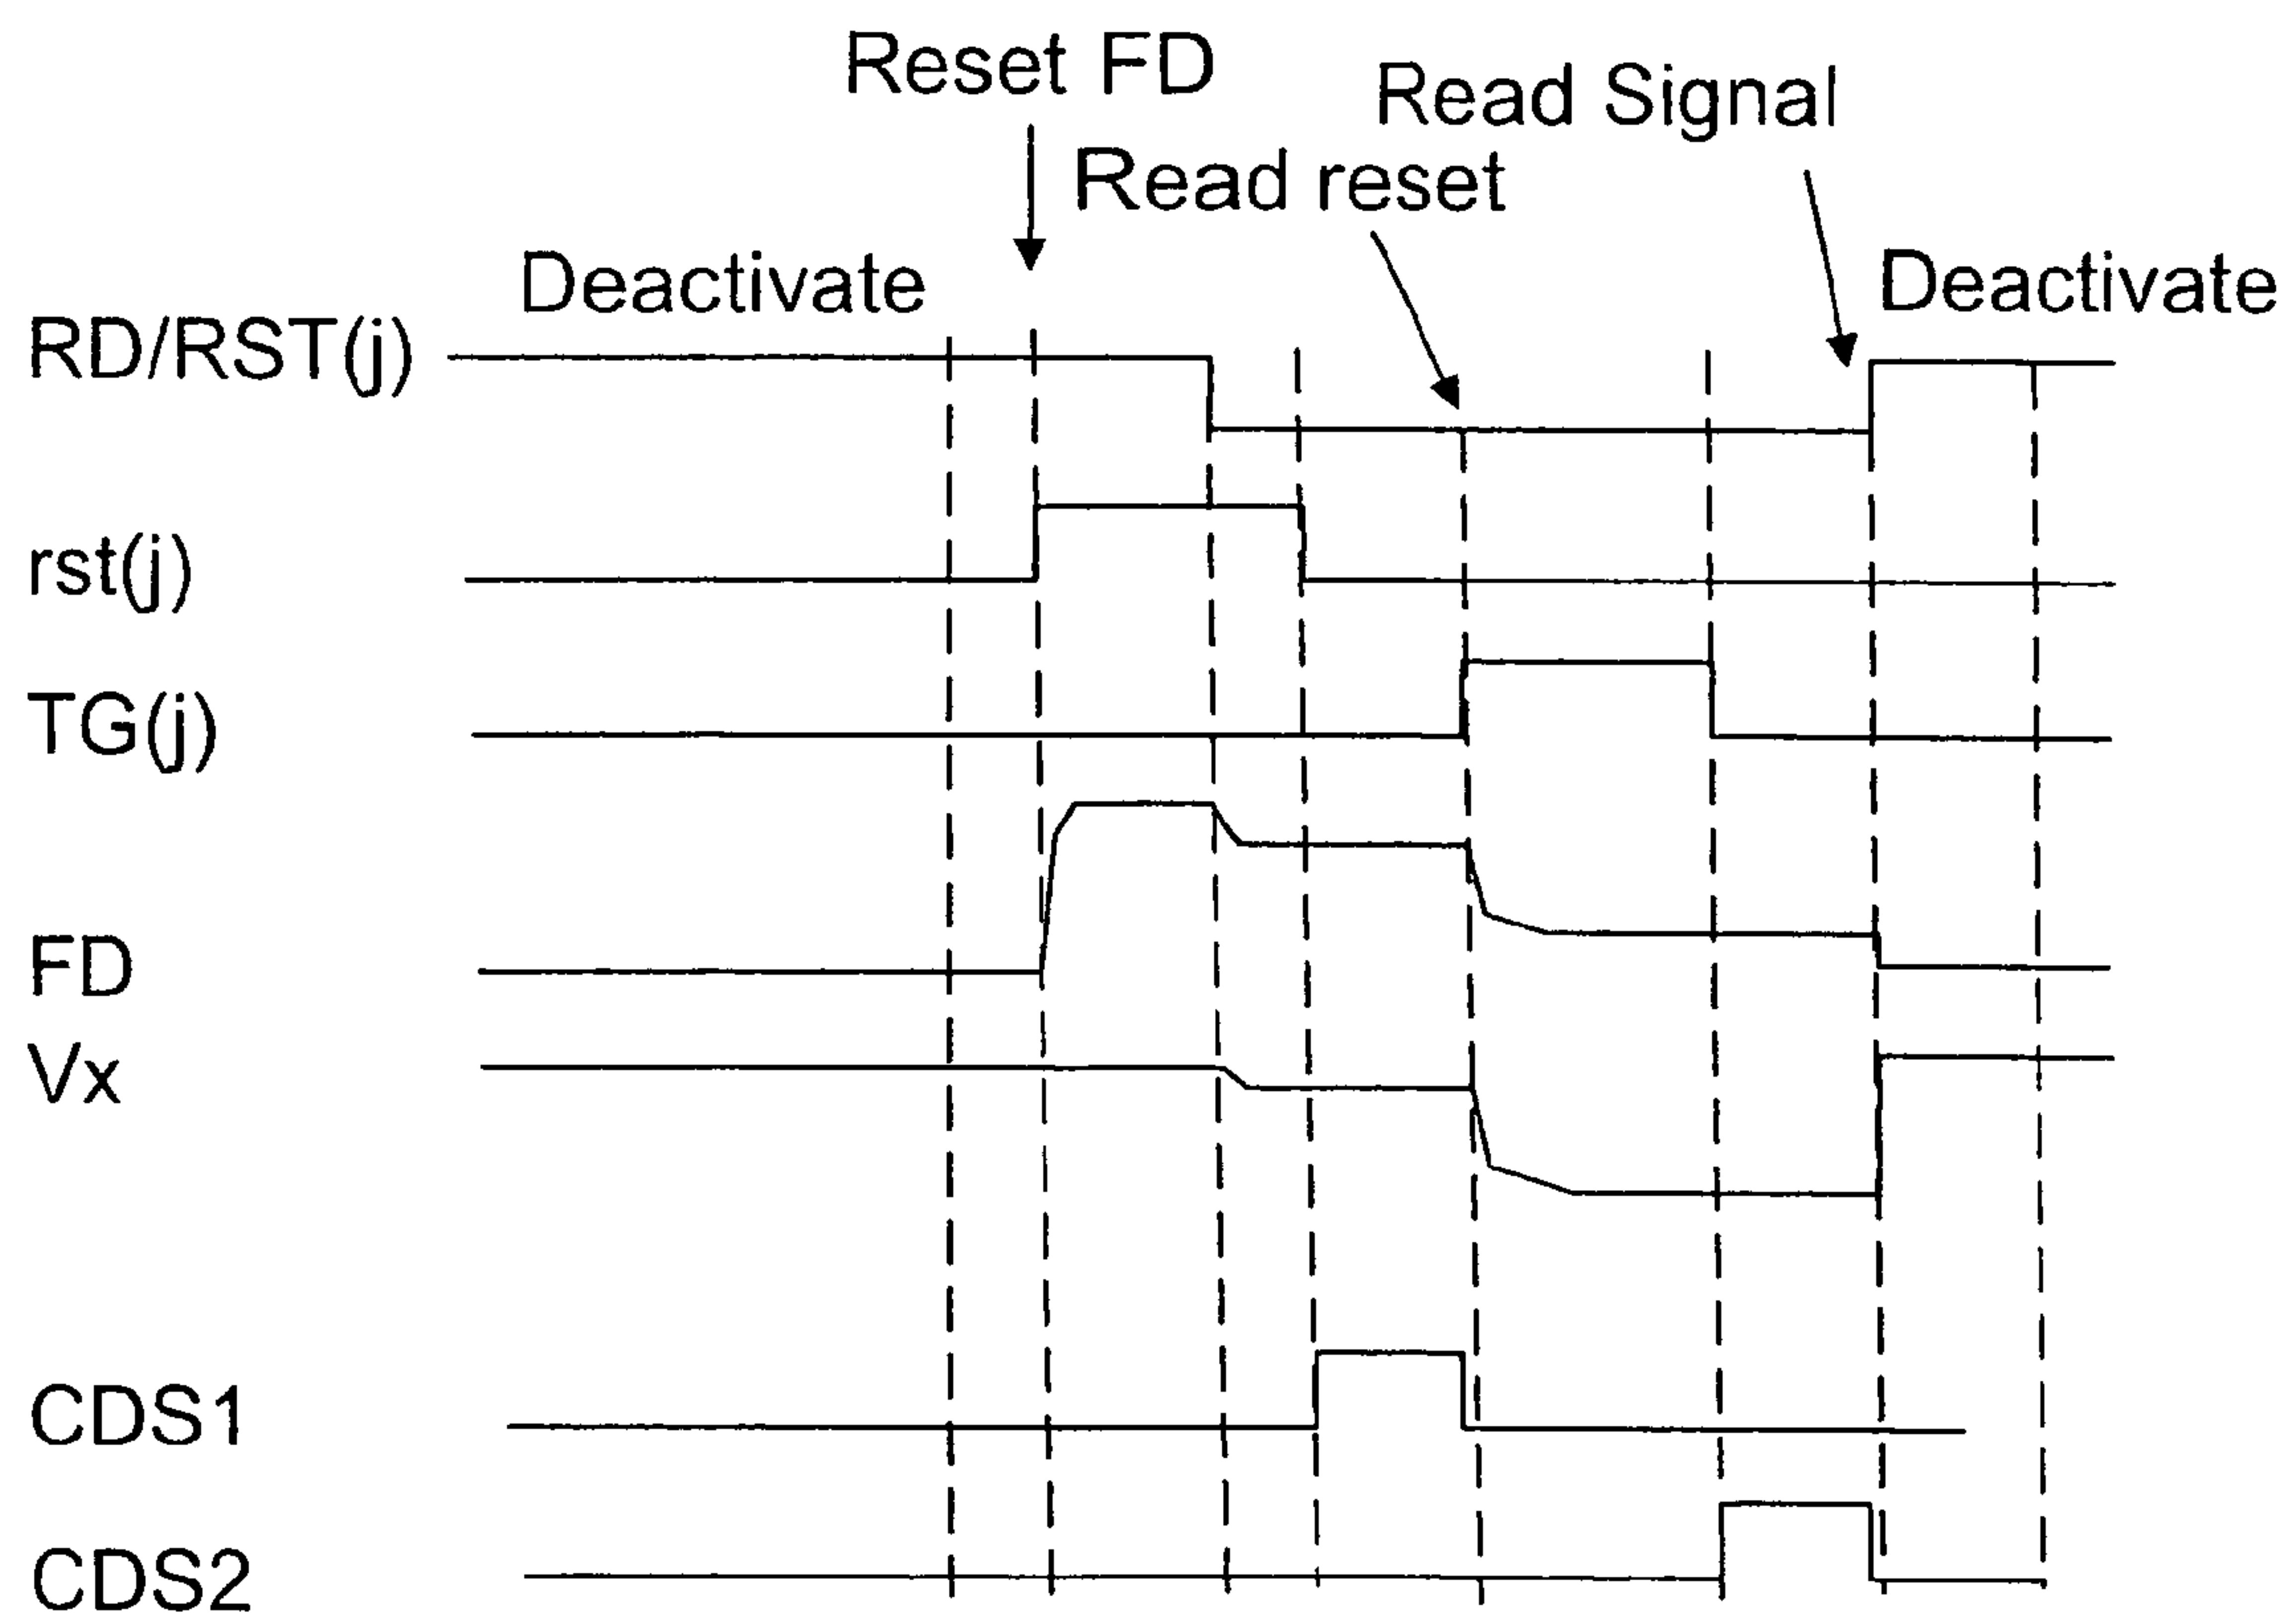 Reset FD
Read Signal
Read reset
Deactivate
Deactivate
RD/RST(j)
rst(j)
TG(j)
FD
Vx
CDS1
CDS2